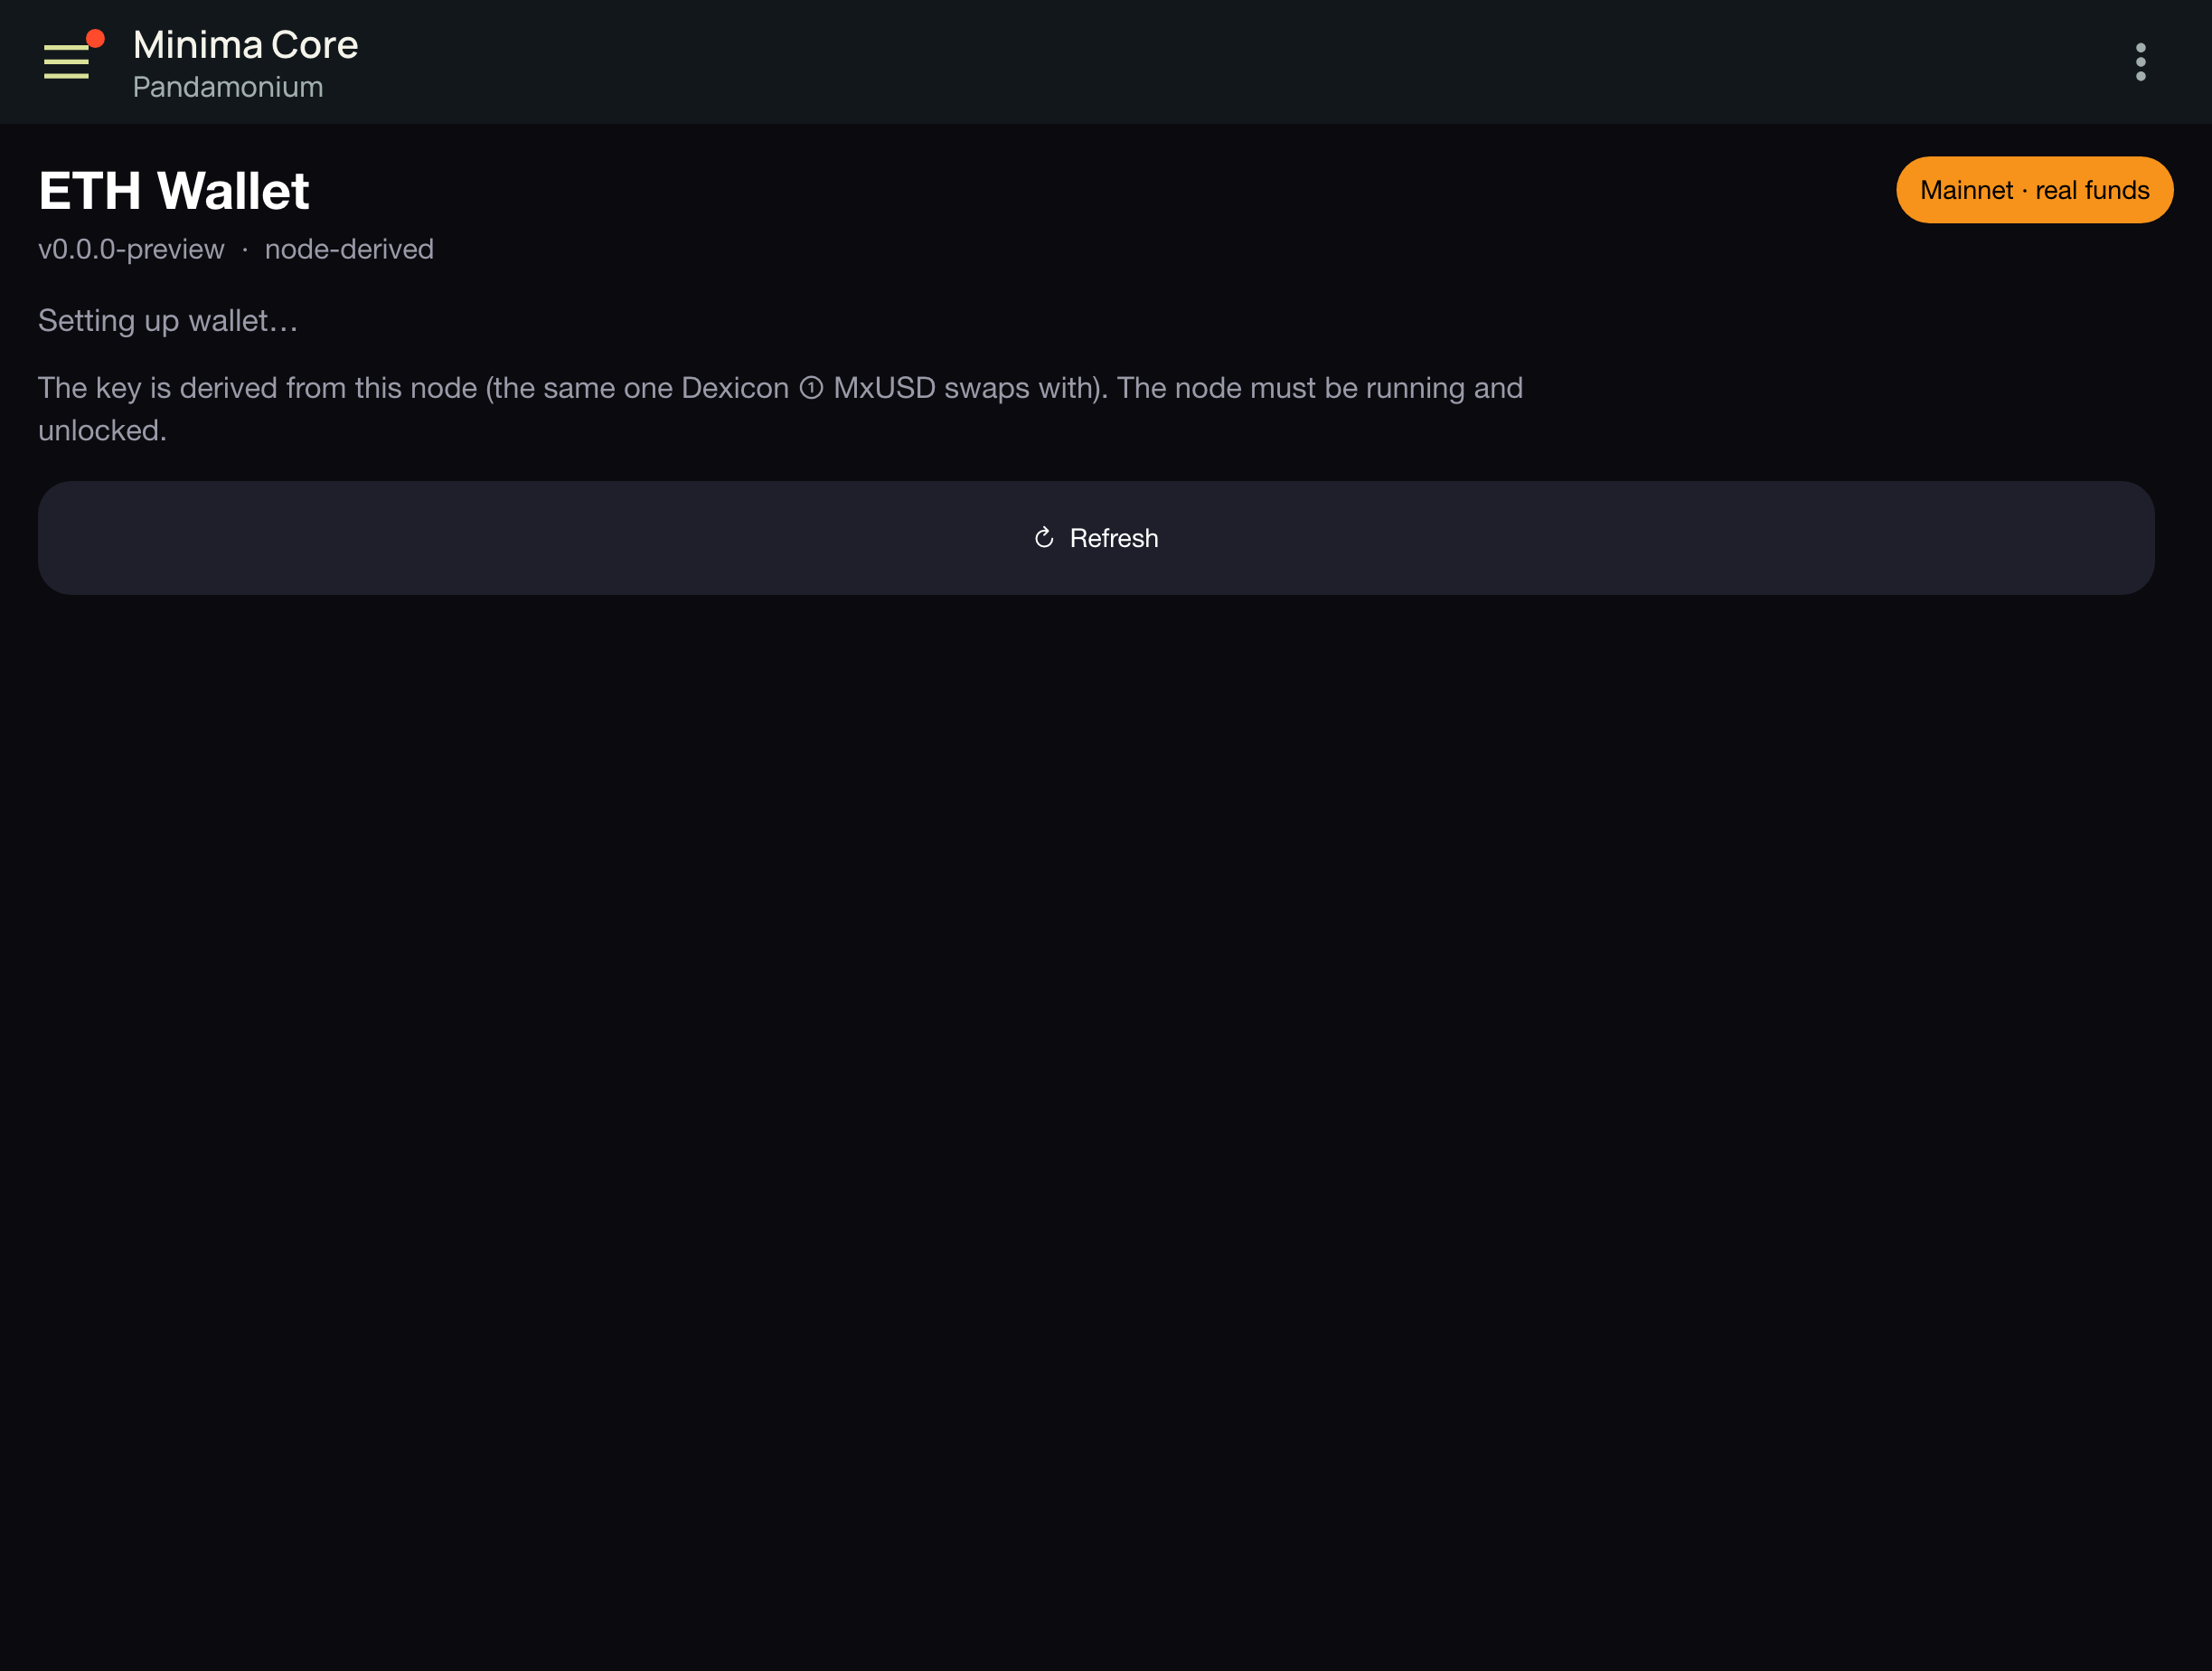 Minima Core
Pandamonium
ETH Wallet
Mainnet · real funds
v0.0.0-preview · node-derived
Setting up wallet…
The key is derived from this node (the same one Dexicon ① MxUSD swaps with). The node must be running and
unlocked.
↻ Refresh